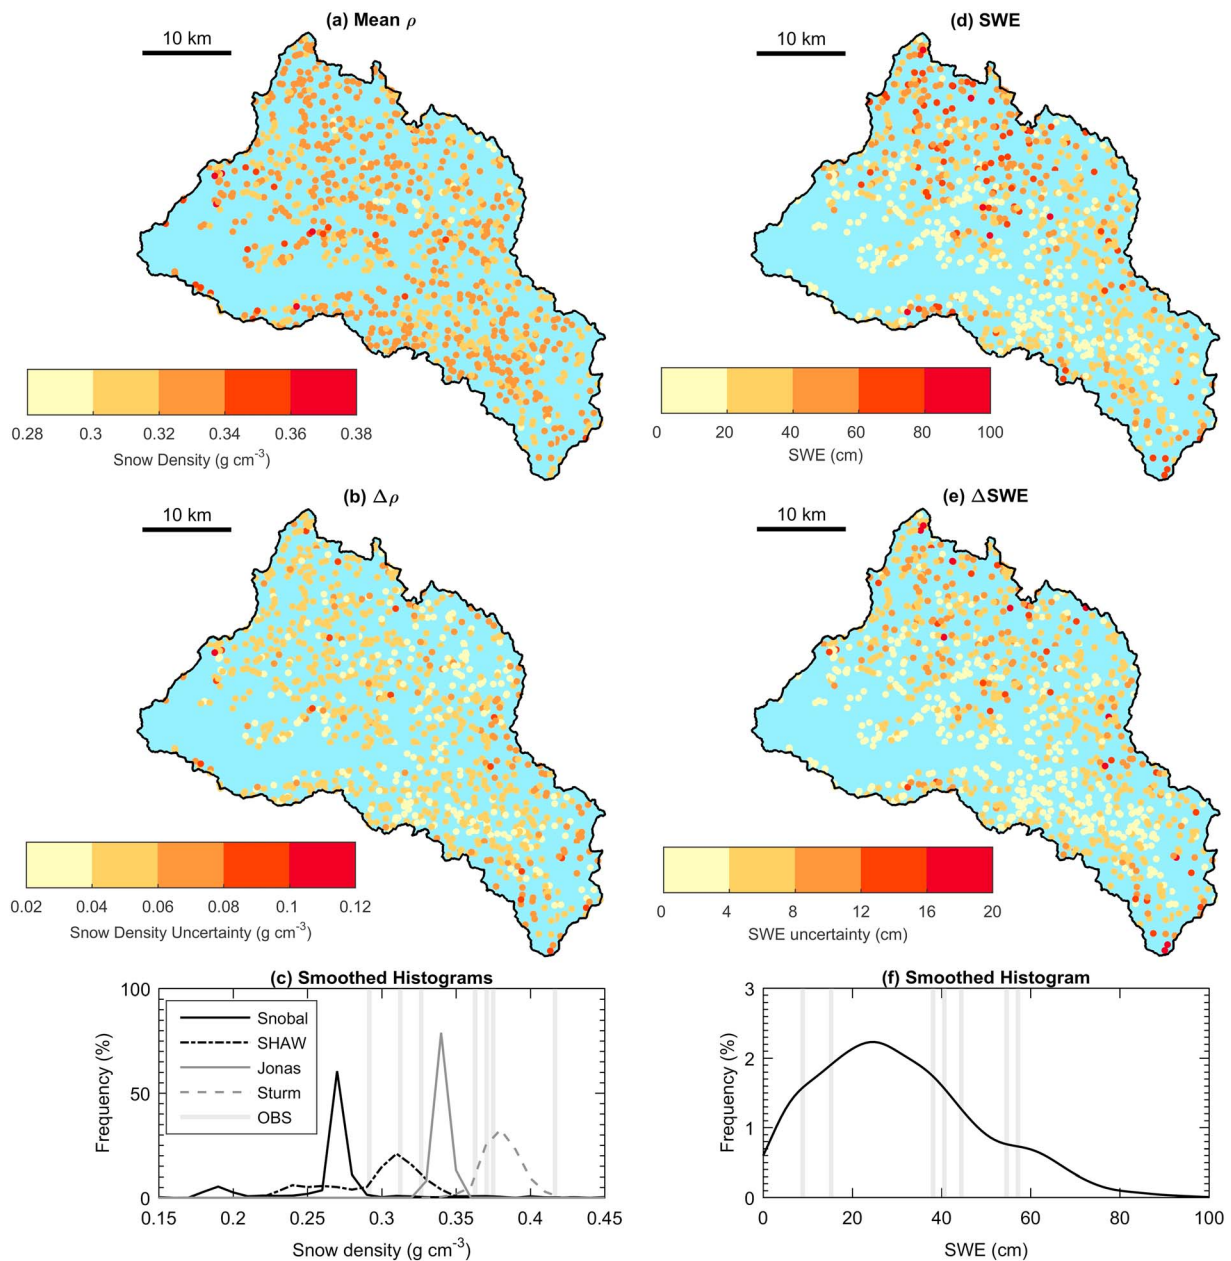 (a) Mean ρ
10 km
0.28 0.3 0.32 0.34 0.36 0.38
Snow Density (g cm-3)
(d) SWE
10 km
0 20 40 60 80 100
SWE (cm)
(b) Δρ
10 km
0.02 0.04 0.06 0.08 0.1 0.12
Snow Density Uncertainty (g cm-3)
(e) ΔSWE
10 km
0 4 8 12 16 20
SWE uncertainty (cm)
(c) Smoothed Histograms
100
50
0
Frequency (%)
Snobal
SHAW
Jonas
Sturm
OBS
0.15 0.2 0.25 0.3 0.35 0.4 0.45
Snow density (g cm-3)
(f) Smoothed Histogram
3
2
1
0
Frequency (%)
0 20 40 60 80 100
SWE (cm)